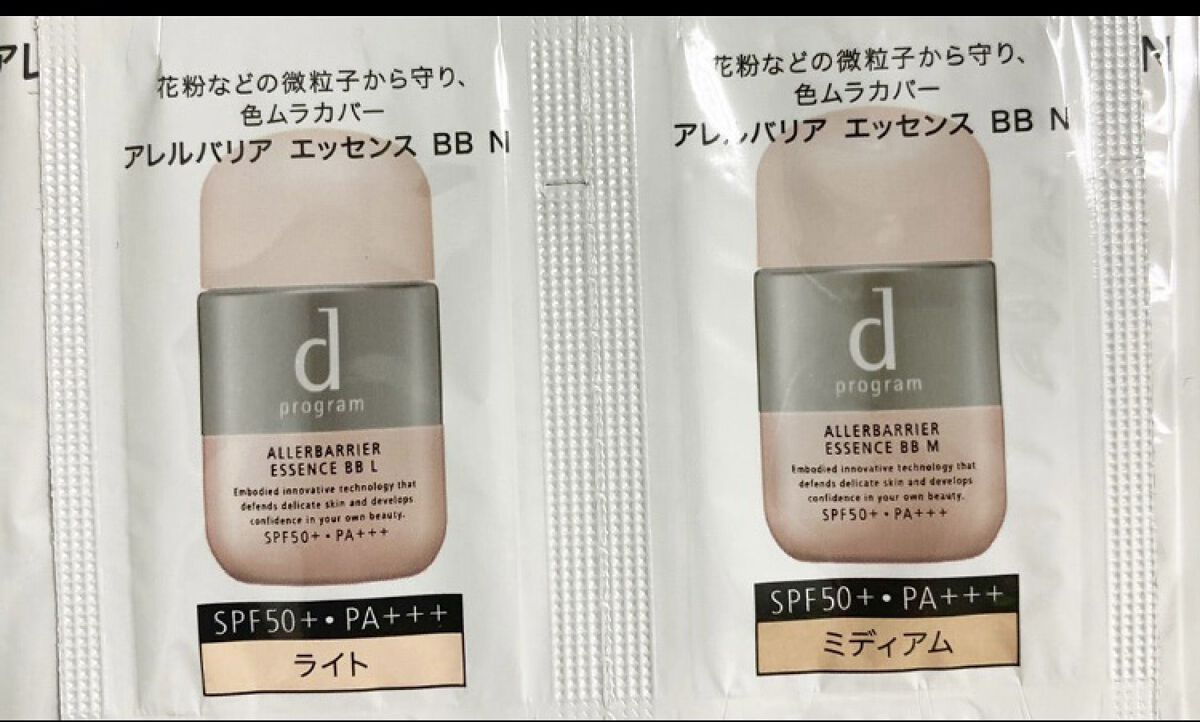 花粉などの微粒子から守り、
色ムラカバー
アレルバリア エッセンス BB N
d
program
ALLERBARRIER
ESSENCE BB L
Embodied innovative technology that
defends delicate skin and develops
confidence in your own beauty.
SPF50+・PA+++
SPF50+・PA+++
ライト
花粉などの微粒子から守り、
色ムラカバー
アレルバリア エッセンス BB N
d
program
ALLERBARRIER
ESSENCE BB M
Embodied innovative technology that
defends delicate skin and develops
confidence in your own beauty.
SPF50+・PA+++
SPF50+・PA+++
ミディアム
N